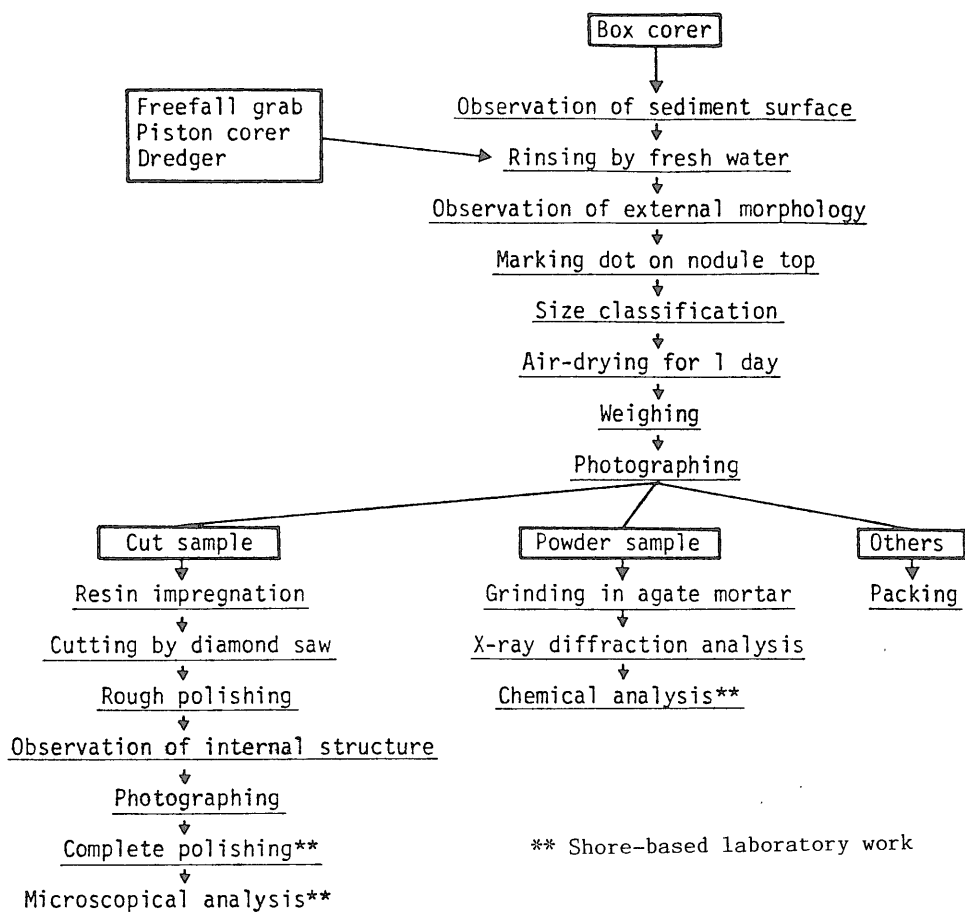 Box corer
Freefall grab
Piston corer
Dredger
Observation of sediment surface
Rinsing by fresh water
Observation of external morphology
Marking dot on nodule top
Size classification
Air-drying for 1 day
Weighing
Photographing
Cut sample
Resin impregnation
Cutting by diamond saw
Rough polishing
Observation of internal structure
Photographing
Complete polishing**
Microscopical analysis**
Powder sample
Grinding in agate mortar
X-ray diffraction analysis
Chemical analysis**
Others
Packing
** Shore-based laboratory work